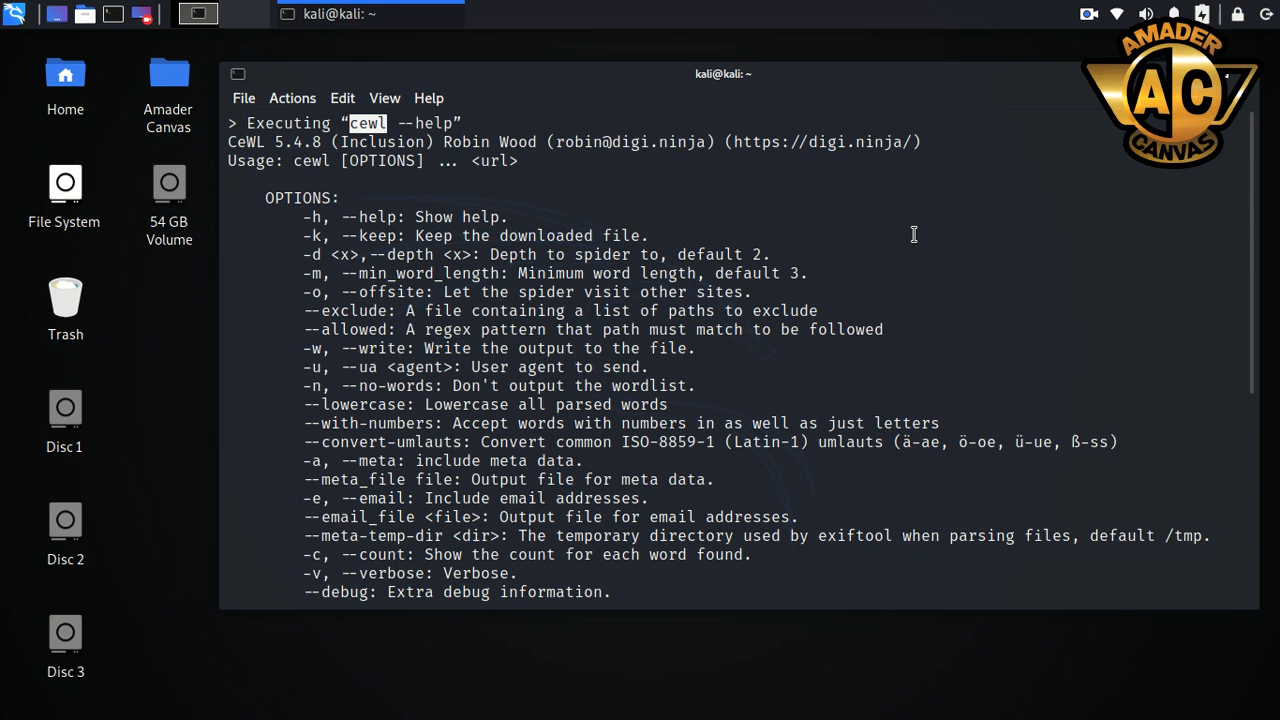 kali@kali: ~
Home
Amader
Canvas
File System
54 GB
Volume
Trash
Disc 1
Disc 2
Disc 3
AMADER
AC
CANVAS
kali@kali: ~
File Actions Edit View Help
> Executing “cewl --help”
CeWL 5.4.8 (Inclusion) Robin Wood (robin@digi.ninja) (https://digi.ninja/)
Usage: cewl [OPTIONS] ... <url>
OPTIONS:
-h, --help: Show help.
-k, --keep: Keep the downloaded file.
-d <x>,--depth <x>: Depth to spider to, default 2.
-m, --min_word_length: Minimum word length, default 3.
-o, --offsite: Let the spider visit other sites.
--exclude: A file containing a list of paths to exclude
--allowed: A regex pattern that path must match to be followed
-w, --write: Write the output to the file.
-u, --ua <agent>: User agent to send.
-n, --no-words: Don't output the wordlist.
--lowercase: Lowercase all parsed words
--with-numbers: Accept words with numbers in as well as just letters
--convert-umlauts: Convert common ISO-8859-1 (Latin-1) umlauts (ä-ae, ö-oe, ü-ue, ß-ss)
-a, --meta: include meta data.
--meta_file file: Output file for meta data.
-e, --email: Include email addresses.
--email_file <file>: Output file for email addresses.
--meta-temp-dir <dir>: The temporary directory used by exiftool when parsing files, default /tmp.
-c, --count: Show the count for each word found.
-v, --verbose: Verbose.
--debug: Extra debug information.